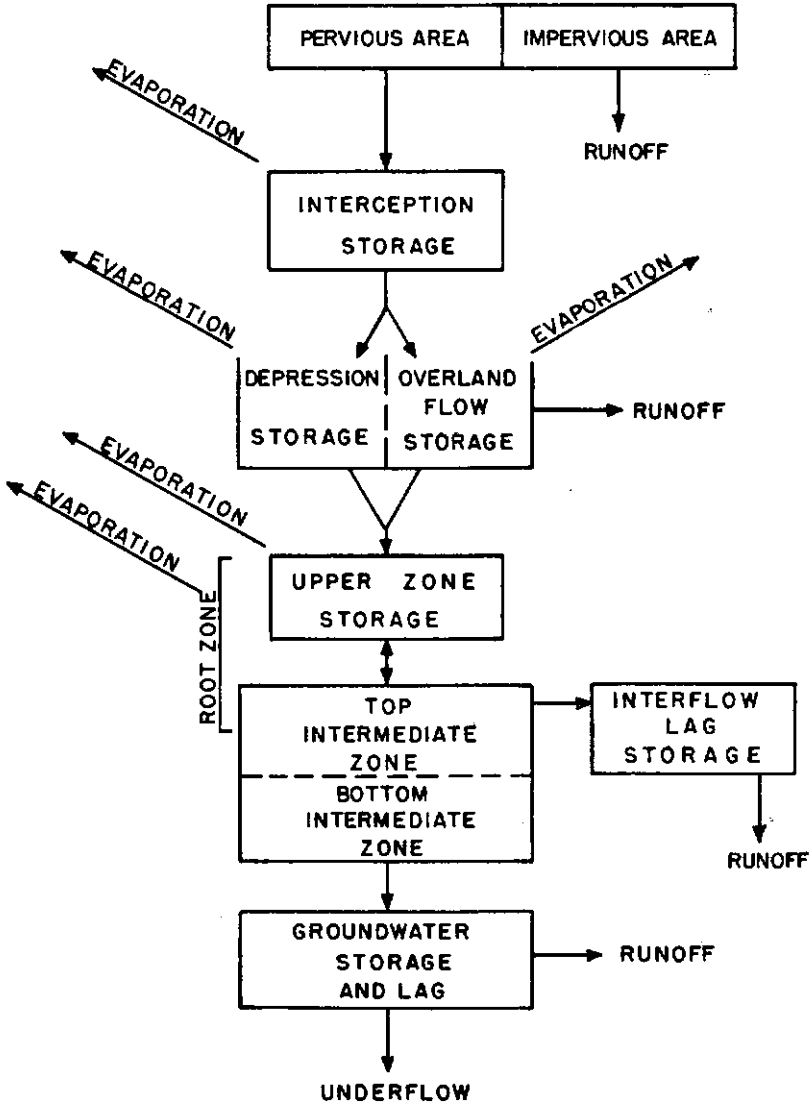 PERVIOUS AREA
IMPERVIOUS AREA
EVAPORATION
RUNOFF
INTERCEPTION
STORAGE
EVAPORATION
EVAPORATION
DEPRESSION
STORAGE
OVERLAND
FLOW
STORAGE
RUNOFF
EVAPORATION
EVAPORATION
ROOT ZONE
UPPER ZONE
STORAGE
TOP
INTERMEDIATE
ZONE
INTERFLOW
LAG
STORAGE
BOTTOM
INTERMEDIATE
ZONE
RUNOFF
GROUNDWATER
STORAGE
AND LAG
RUNOFF
UNDERFLOW